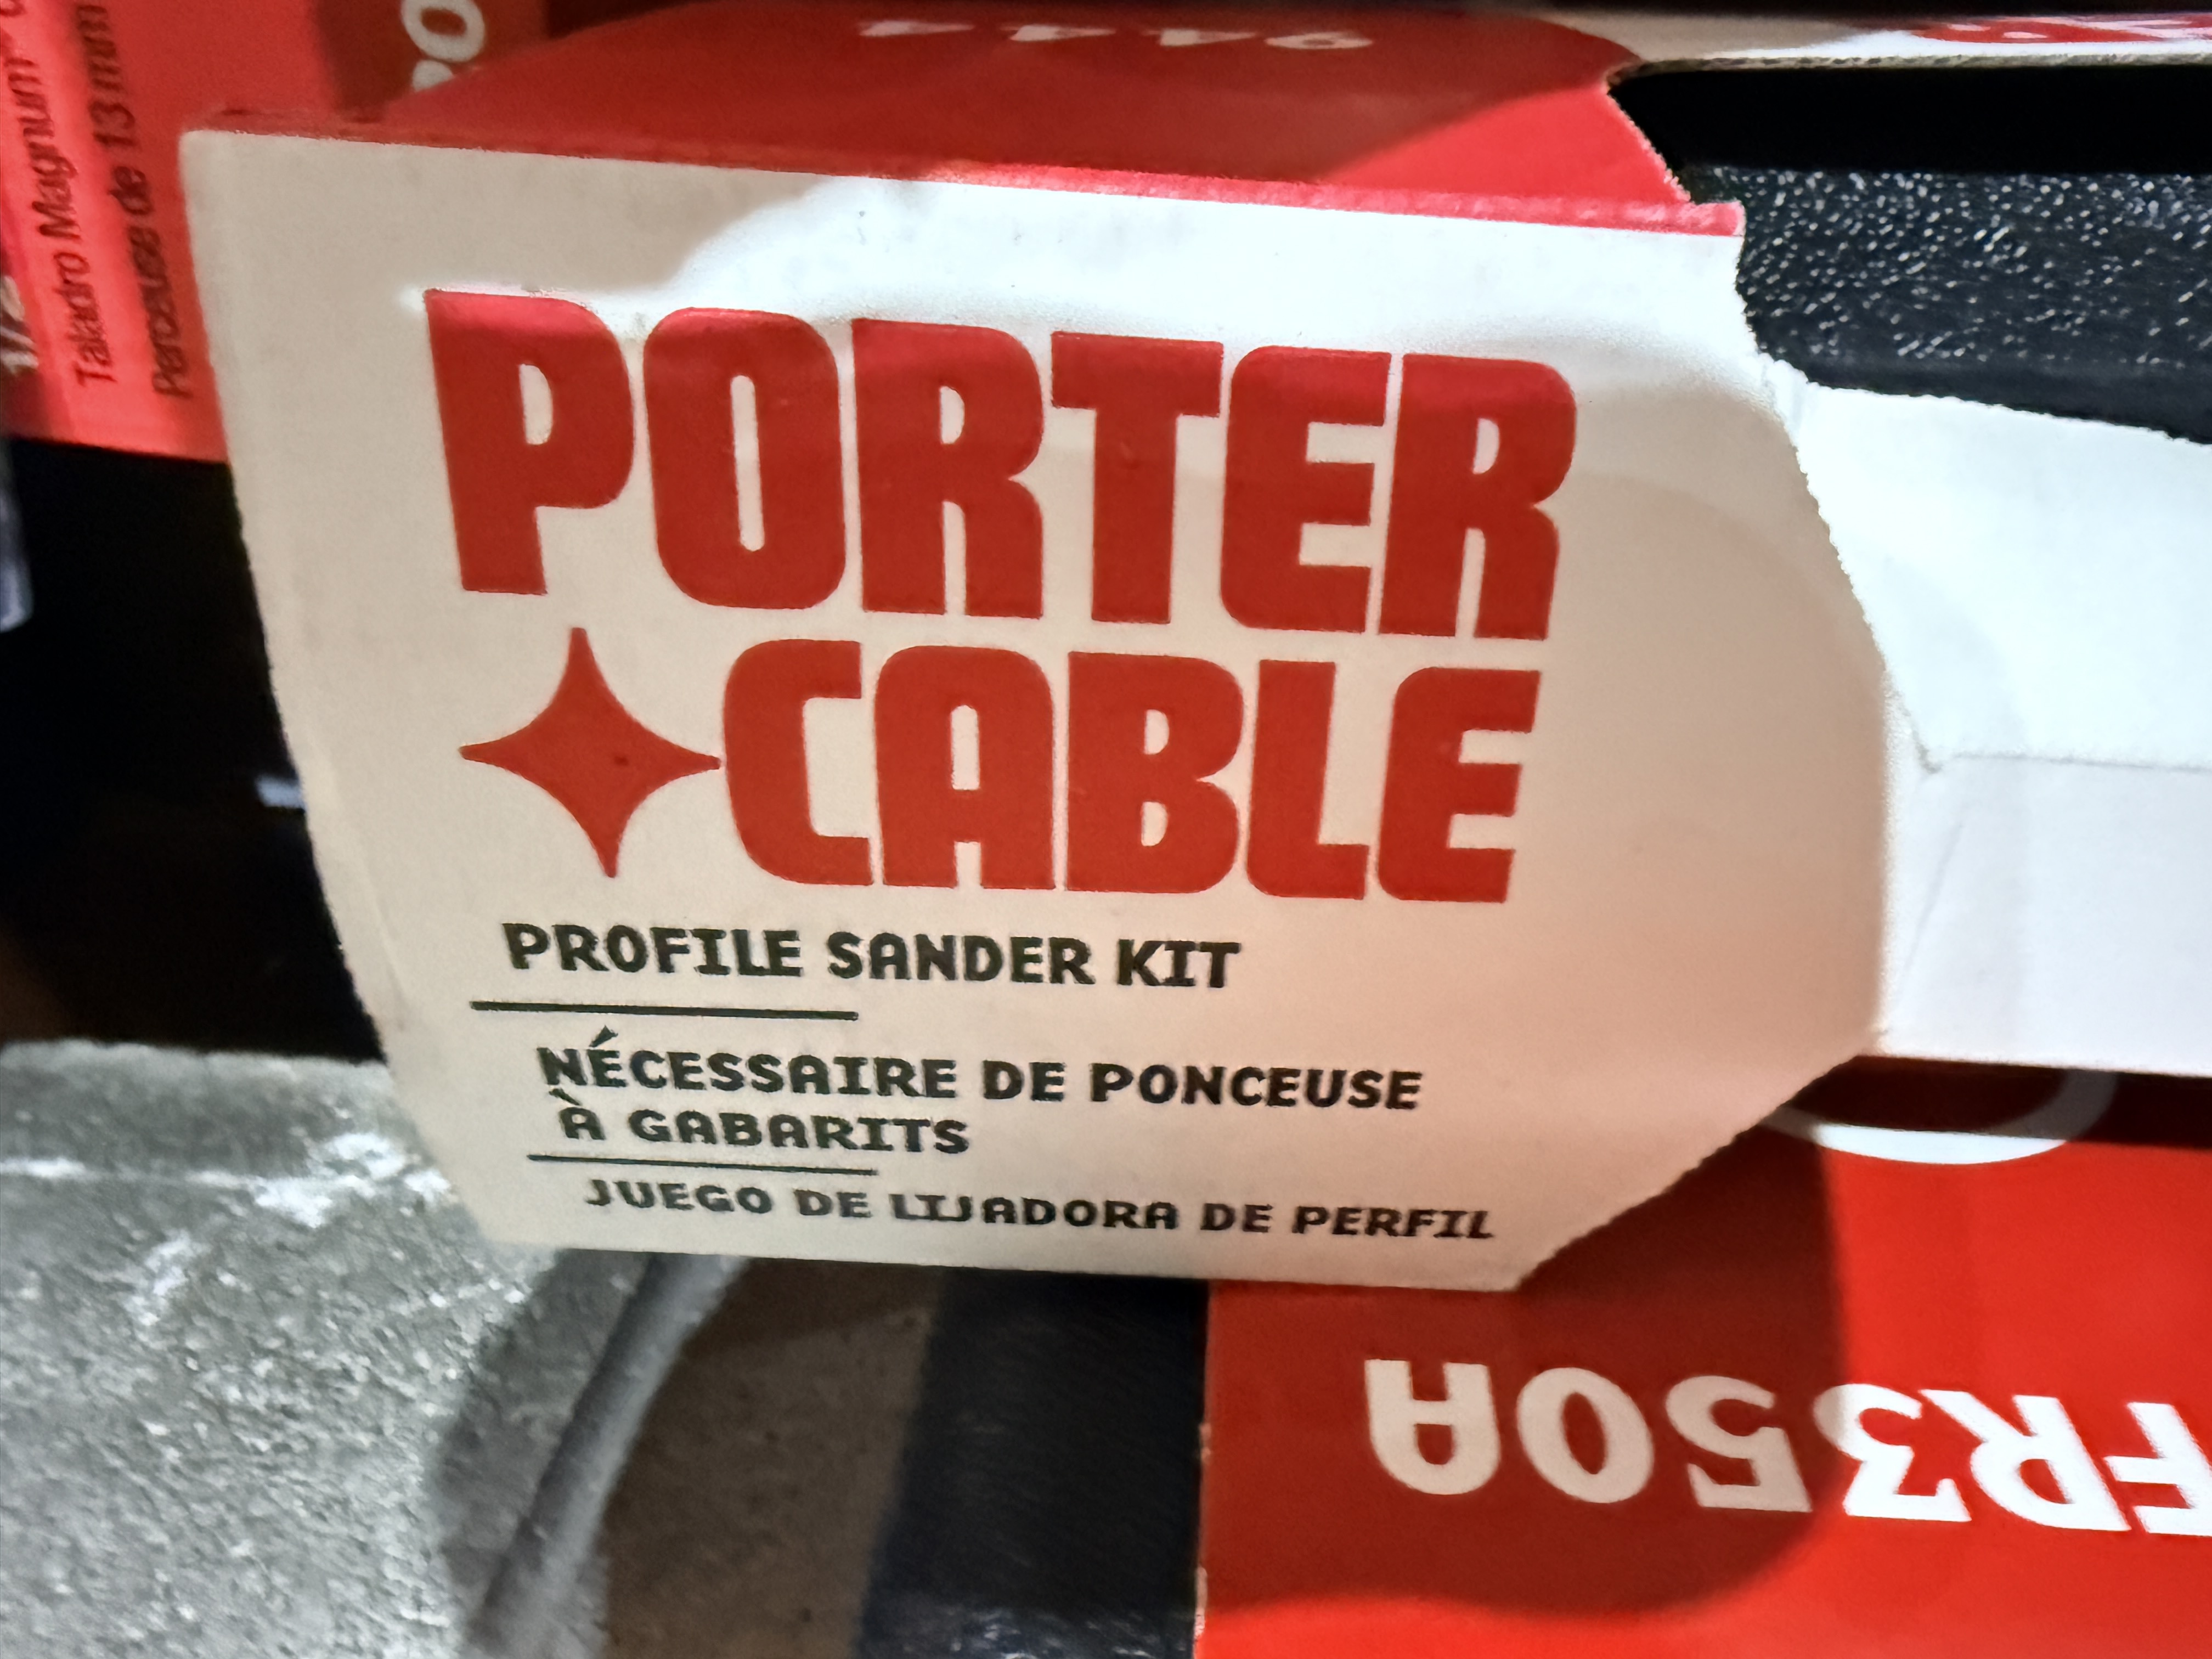 9444
Taladro Magnum
Perceuse de 13 mm
PO
PORTER
CABLE
PROFILE SANDER KIT
NÉCESSAIRE DE PONCEUSE
À GABARITS
JUEGO DE LIJADORA DE PERFIL
FR350A